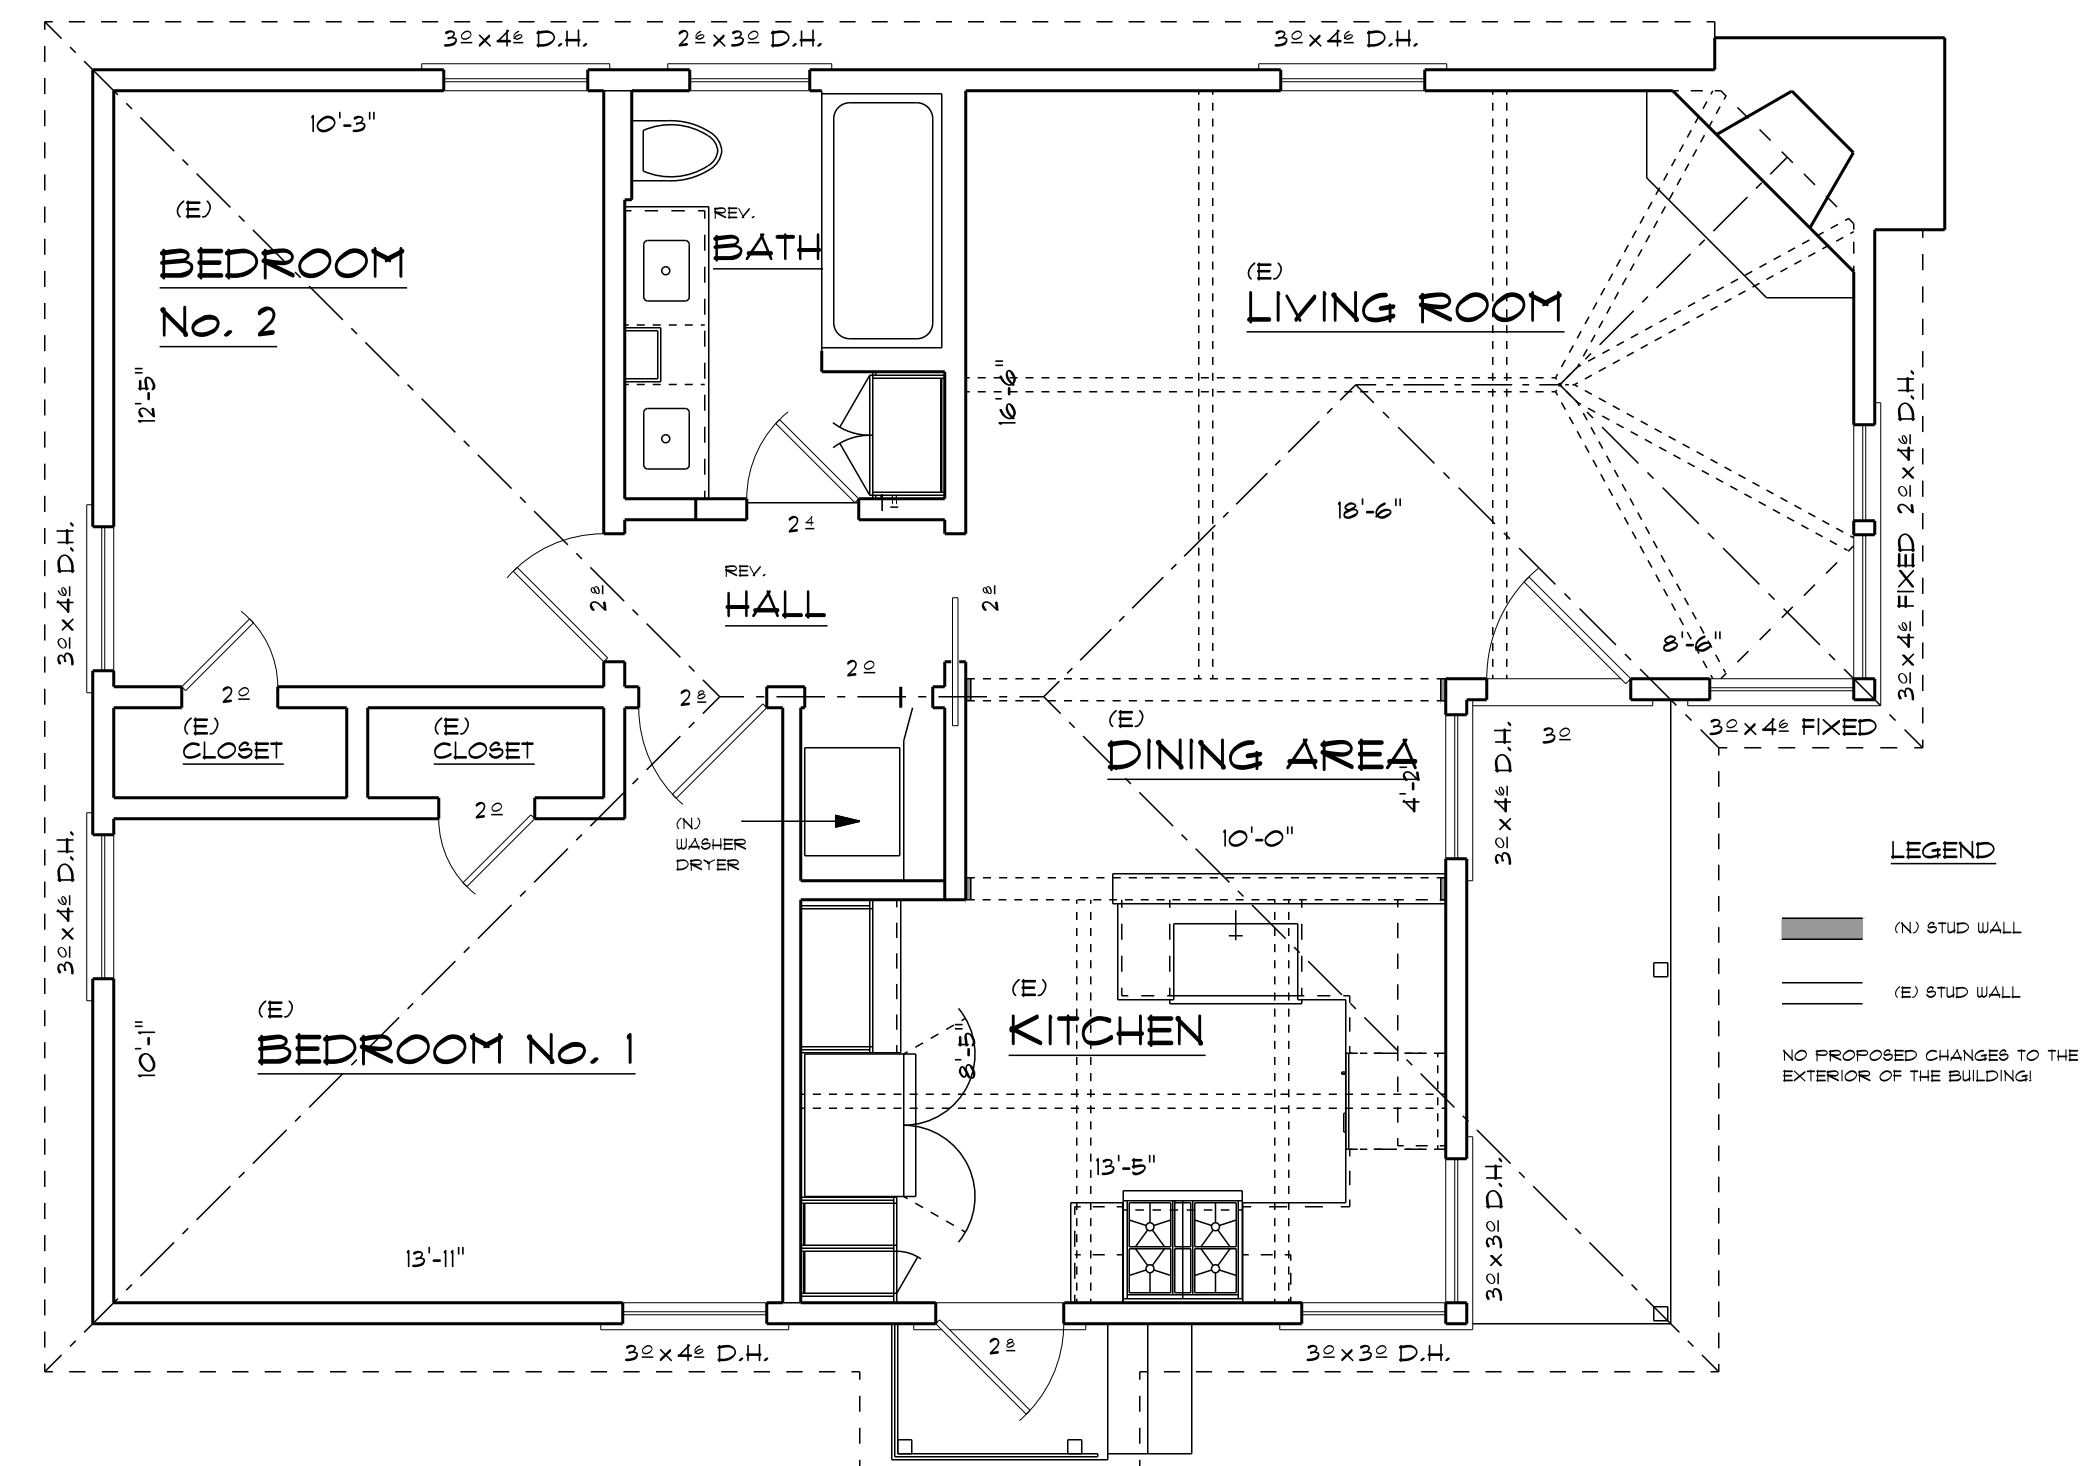 3⁰x4⁶ D.H.
2⁶x3⁰ D.H.
3⁰x4⁶ D.H.
10'-3"
(E)
BEDROOM
No. 2
12'-5"
REV.
BATH
(E)
LIVING ROOM
16'-6"
18'-6"
8'-6"
2⁰x4⁶ D.H.
3⁰x4⁶ FIXED
3⁰x4⁶ D.H.
2⁴
2⁸
REV.
HALL
2⁸
2⁰
2⁸
2⁰
(E)
CLOSET
(E)
CLOSET
2⁰
(E)
DINING AREA
4'-2"
10'-0"
3⁰x4⁶ D.H.
3⁰
3⁰x4⁶ FIXED
(N)
WASHER
DRYER
3⁰x4⁶ D.H.
LEGEND
(N) STUD WALL
(E) STUD WALL
NO PROPOSED CHANGES TO THE
EXTERIOR OF THE BUILDING!
(E)
BEDROOM No. 1
10'-1"
13'-11"
(E)
KITCHEN
8'-5"
13'-5"
3⁰x3⁰ D.H.
3⁰x4⁶ D.H.
2⁸
3⁰x3⁰ D.H.